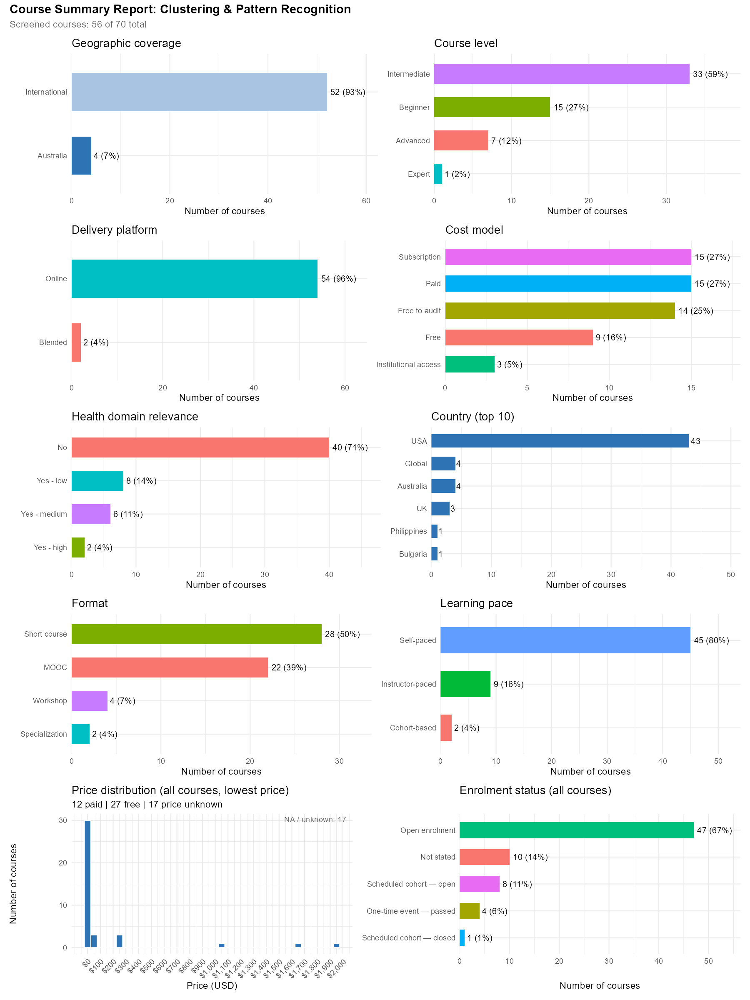 Course Summary Report: Clustering & Pattern Recognition
Screened courses: 56 of 70 total
Geographic coverage
International
52 (93%)
Australia
4 (7%)
0 20 40 60
Number of courses
Course level
Intermediate
33 (59%)
Beginner
15 (27%)
Advanced
7 (12%)
Expert
1 (2%)
0 10 20 30
Number of courses
Delivery platform
Online
54 (96%)
Blended
2 (4%)
0 20 40 60
Number of courses
Cost model
Subscription
15 (27%)
Paid
15 (27%)
Free to audit
14 (25%)
Free
9 (16%)
Institutional access
3 (5%)
0 5 10 15
Number of courses
Health domain relevance
No
40 (71%)
Yes - low
8 (14%)
Yes - medium
6 (11%)
Yes - high
2 (4%)
0 10 20 30 40
Number of courses
Country (top 10)
USA
43
Global
4
Australia
4
UK
3
Philippines
1
Bulgaria
1
0 10 20 30 40 50
Number of courses
Format
Short course
28 (50%)
MOOC
22 (39%)
Workshop
4 (7%)
Specialization
2 (4%)
0 10 20 30
Number of courses
Learning pace
Self-paced
45 (80%)
Instructor-paced
9 (16%)
Cohort-based
2 (4%)
0 10 20 30 40 50
Number of courses
Price distribution (all courses, lowest price)
12 paid | 27 free | 17 price unknown
NA / unknown: 17
Number of courses
30
20
10
0
$0 $100 $200 $300 $400 $500 $600 $700 $800 $900 $1,000 $1,100 $1,200 $1,300 $1,400 $1,500 $1,600 $1,700 $1,800 $1,900 $2,000
Price (USD)
Enrolment status (all courses)
Open enrolment
47 (67%)
Not stated
10 (14%)
Scheduled cohort — open
8 (11%)
One-time event — passed
4 (6%)
Scheduled cohort — closed
1 (1%)
0 10 20 30 40 50
Number of courses